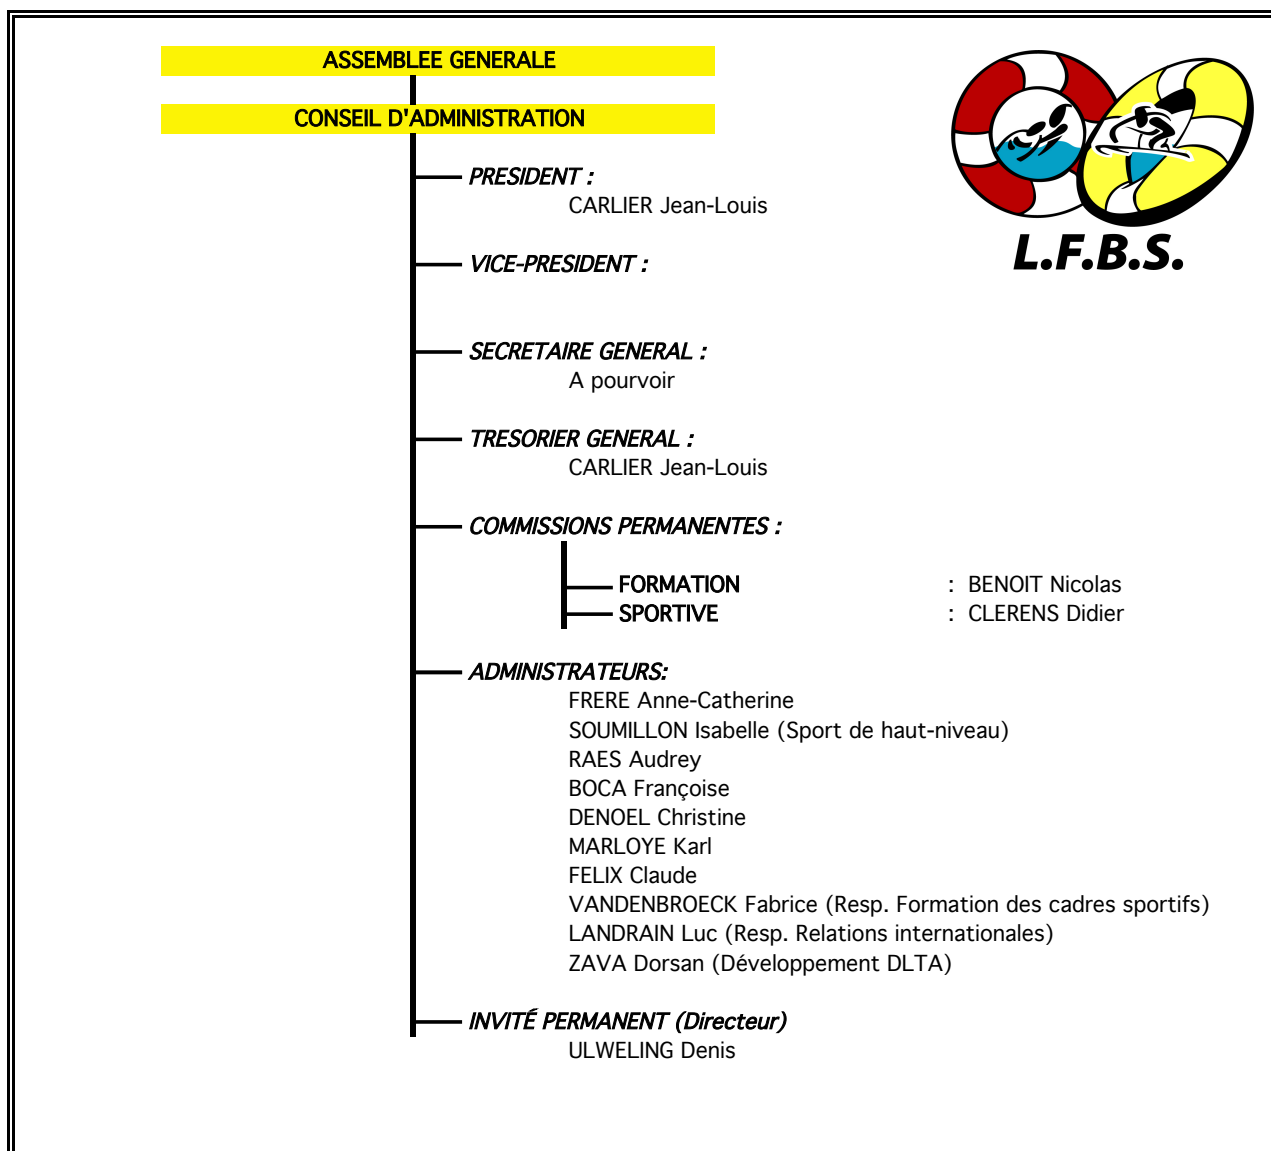 ASSEMBLEE GENERALE
CONSEIL D'ADMINISTRATION
L.F.B.S.
PRESIDENT :
CARLIER Jean-Louis
VICE-PRESIDENT :
SECRETAIRE GENERAL :
A pourvoir
TRESORIER GENERAL :
CARLIER Jean-Louis
COMMISSIONS PERMANENTES :
FORMATION : BENOIT Nicolas
SPORTIVE : CLERENS Didier
ADMINISTRATEURS:
FRERE Anne-Catherine
SOUMILLON Isabelle (Sport de haut-niveau)
RAES Audrey
BOCA Françoise
DENOEL Christine
MARLOYE Karl
FELIX Claude
VANDENBROECK Fabrice (Resp. Formation des cadres sportifs)
LANDRAIN Luc (Resp. Relations internationales)
ZAVA Dorsan (Développement DLTA)
INVITÉ PERMANENT (Directeur)
ULWELING Denis